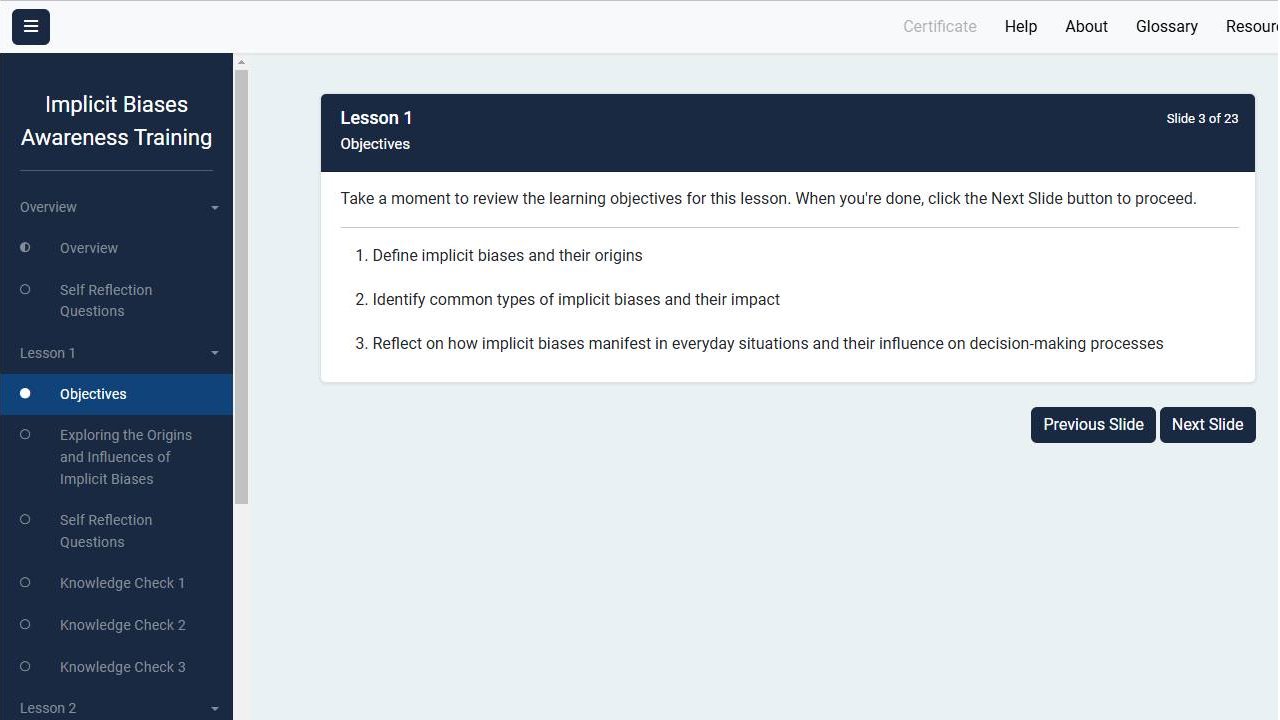 Certificate
Help
About
Glossary
Implicit Biases
Awareness Training
Overview
Overview
Self Reflection
Questions
Lesson 1
Objectives
Exploring the Origins
and Influences of
Implicit Biases
Self Reflection
Questions
Knowledge Check 1
Knowledge Check 2
Knowledge Check 3
Lesson 2
Lesson 1
Slide 3 of 23
Objectives
Take a moment to review the learning objectives for this lesson. When you're done, click the Next Slide button to proceed.
1. Define implicit biases and their origins
2. Identify common types of implicit biases and their impact
3. Reflect on how implicit biases manifest in everyday situations and their influence on decision-making processes
Previous Slide
Next Slide